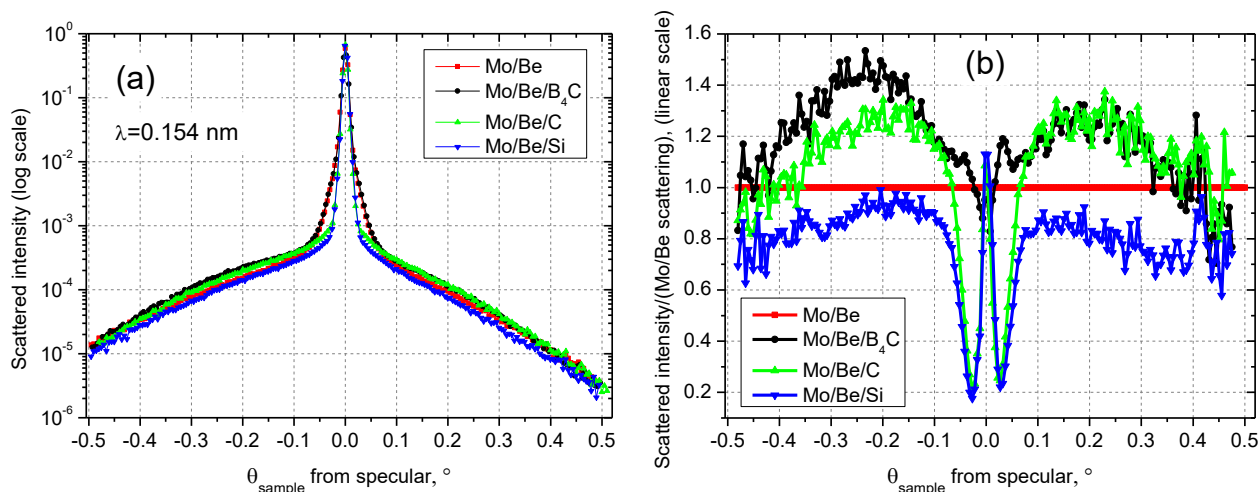 (a)
λ=0.154 nm
Mo/Be
Mo/Be/B₄C
Mo/Be/C
Mo/Be/Si
Scattered intensity (log scale)
10⁰
10⁻¹
10⁻²
10⁻³
10⁻⁴
10⁻⁵
10⁻⁶
-0.5 -0.4 -0.3 -0.2 -0.1 0.0 0.1 0.2 0.3 0.4 0.5
θsample from specular, °
(b)
Scattered intensity/(Mo/Be scattering), (linear scale)
1.6
1.4
1.2
1.0
0.8
0.6
0.4
0.2
Mo/Be
Mo/Be/B₄C
Mo/Be/C
Mo/Be/Si
-0.5 -0.4 -0.3 -0.2 -0.1 0.0 0.1 0.2 0.3 0.4 0.5
θsample from specular, °